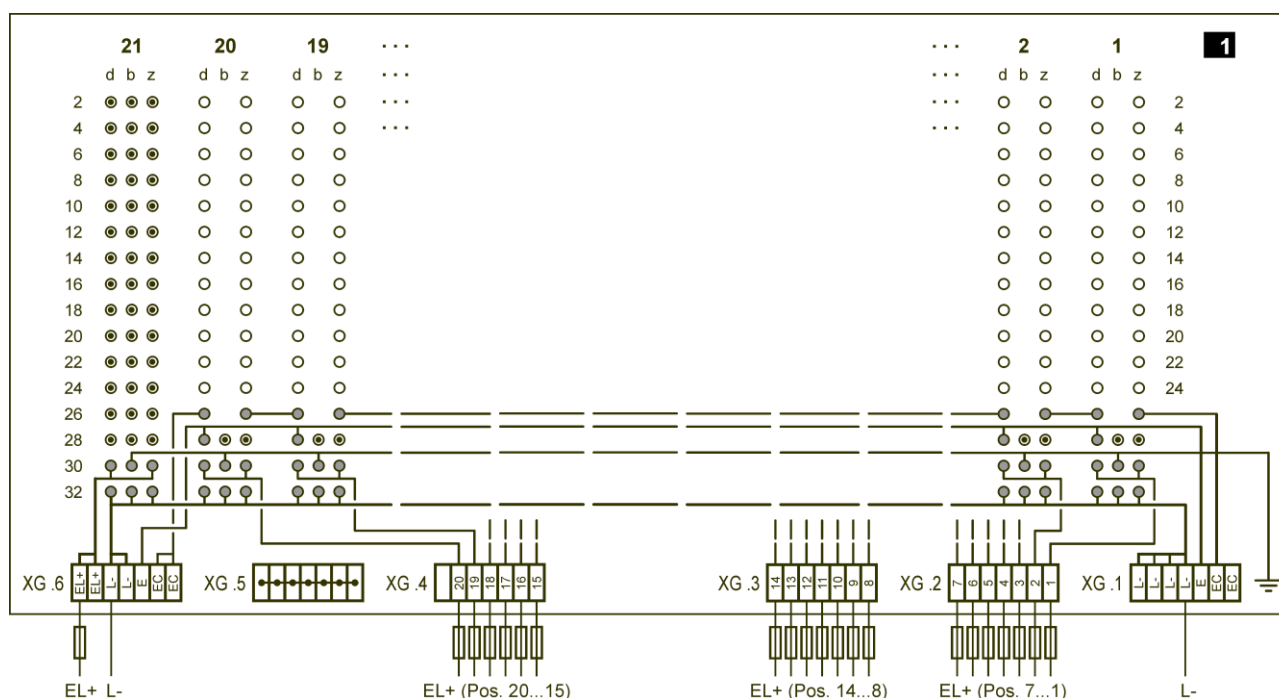 21 20 19 ... ... 2 1 1
d b z d b z d b z ... ... d b z d b z
2 ... ... 2
4 ... ... 4
6 6
8 8
10 10
12 12
14 14
16 16
18 18
20 20
22 22
24 24
26
28
30
32
XG .6 EL+ EL+ L- L- E EC EC XG .5 XG .4 20 19 18 17 16 15 XG .3 14 13 12 11 10 9 8 XG .2 7 6 5 4 3 2 1 XG .1 L- L- L- L- E EC EC
EL+ L- EL+ (Pos. 20...15) EL+ (Pos. 14...8) EL+ (Pos. 7...1) L-